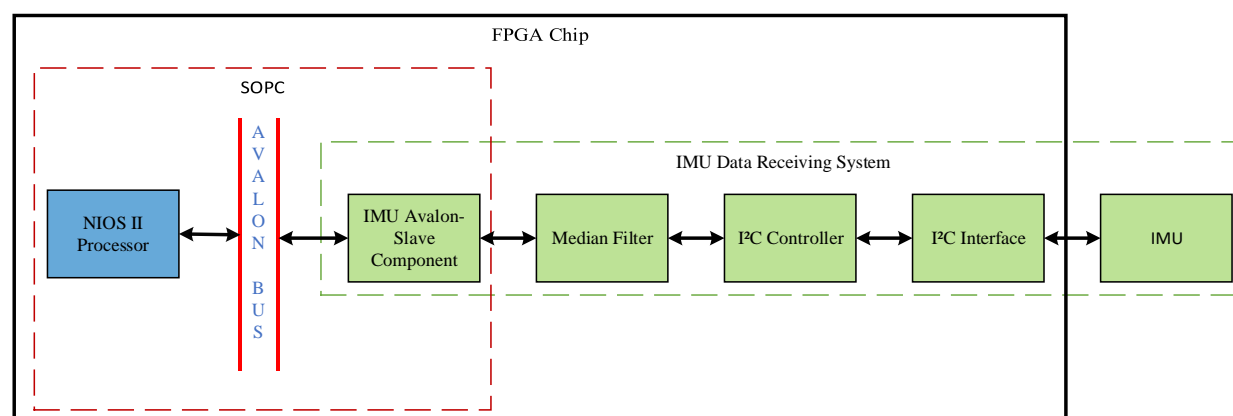 FPGA Chip
SOPC
A
V
A
L
O
N
B
U
S
IMU Data Receiving System
NIOS II
Processor
IMU Avalon-
Slave
Component
Median Filter
I²C Controller
I²C Interface
IMU